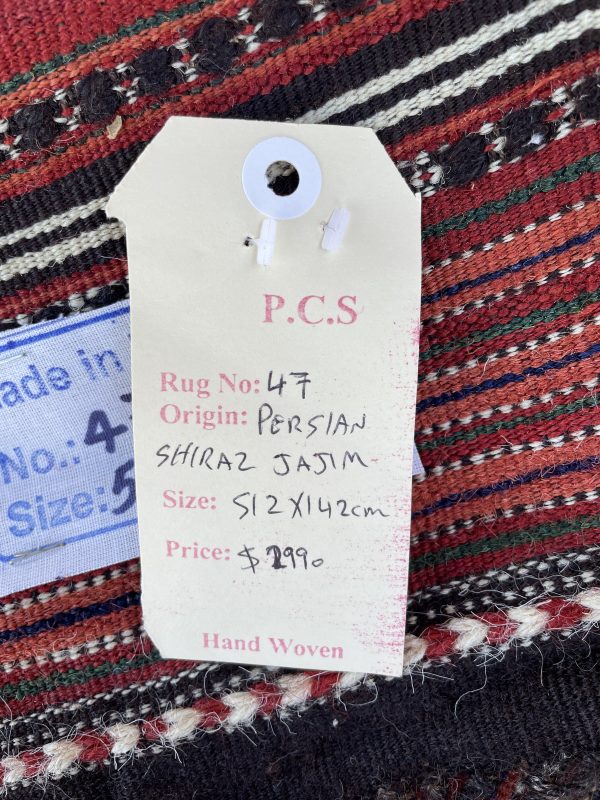 P.C.S
Rug No: 47
Origin: PERSIAN
SHIRAZ JAJIM
Size: 512X142cm
Price: $ 2990
Hand Woven
ade in
No.: 4
Size: 5